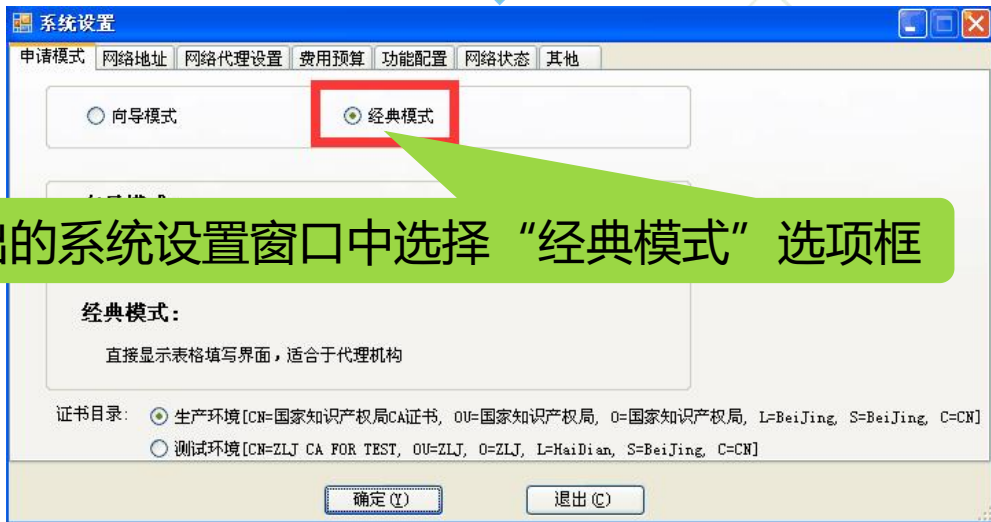 系统设置
申请模式 网络地址 网络代理设置 费用预算 功能配置 网络状态 其他
向导模式 经典模式
出的系统设置窗口中选择“经典模式”选项框
经典模式:
直接显示表格填写界面,适合于代理机构
证书目录: 生产环境[CN=国家知识产权局CA证书, OU=国家知识产权局, O=国家知识产权局, L=BeiJing, S=BeiJing, C=CN]
测试环境[CN=ZLJ CA FOR TEST, OU=ZLJ, O=ZLJ, L=HaiDian, S=BeiJing, C=CN]
确定(Y) 退出(C)